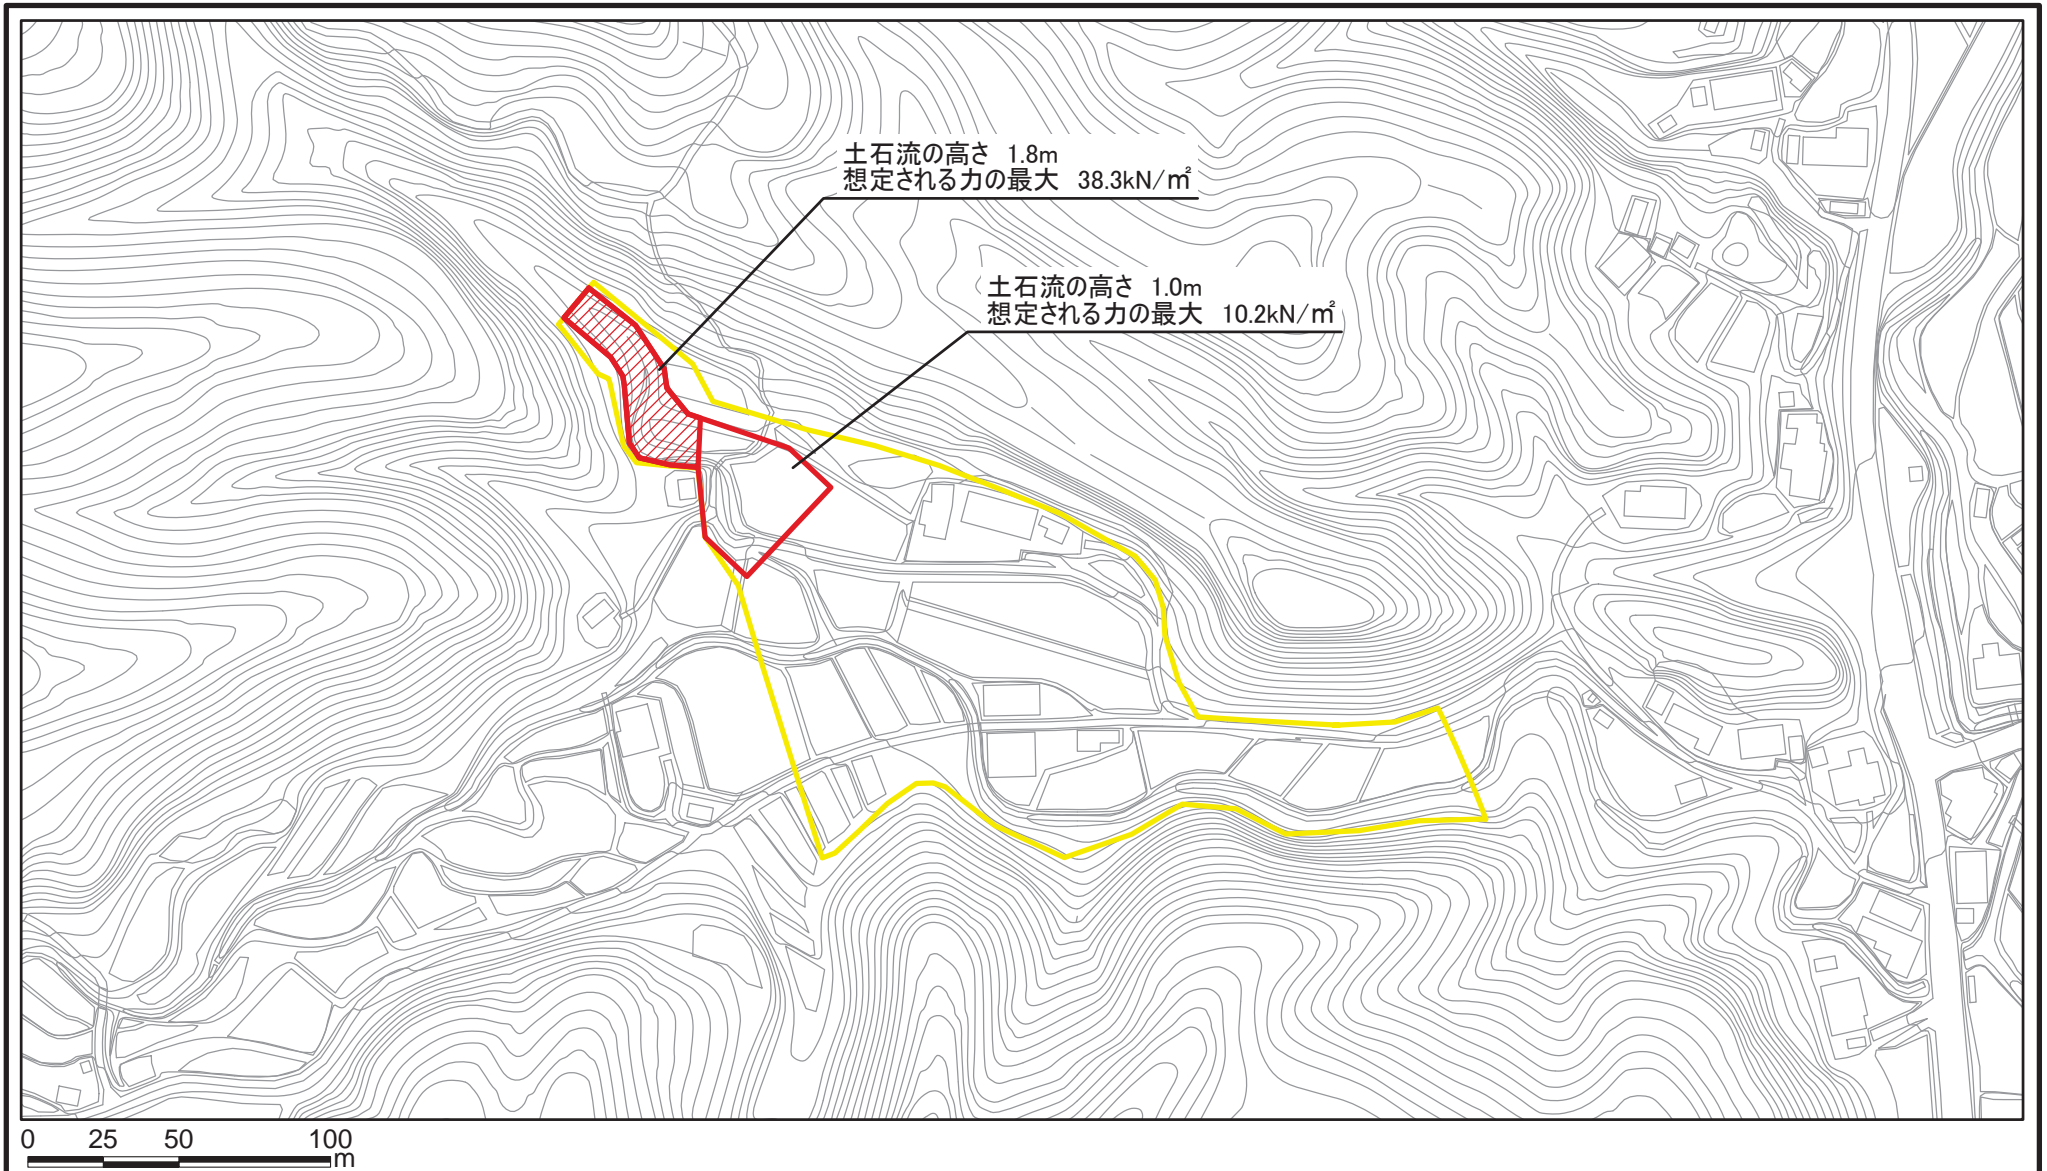 土石流の高さ 1.8m
想定される力の最大 38.3kN/㎡
土石流の高さ 1.0m
想定される力の最大 10.2kN/㎡
0 25 50 100
m